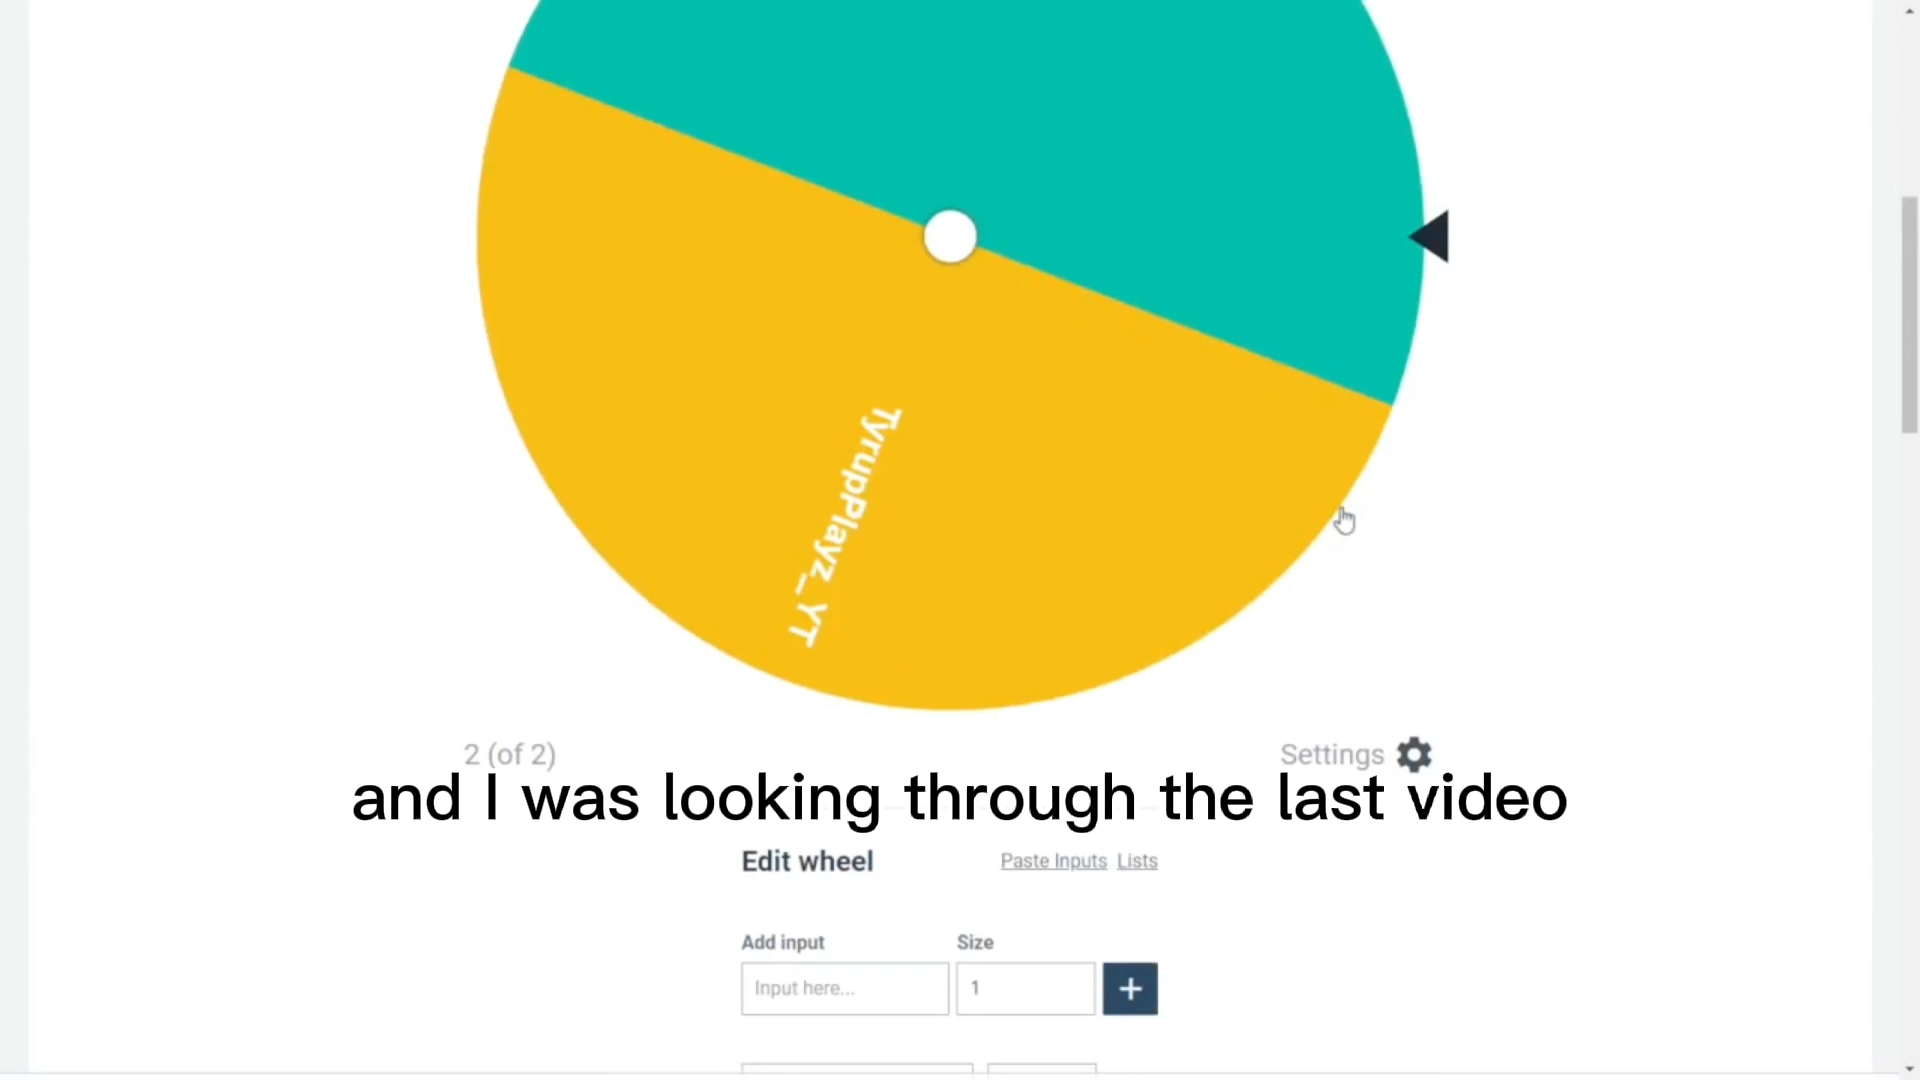 TyrupPlayz_YT
2 (of 2)
Settings
and I was looking through the last video
Edit wheel
Paste Inputs Lists
Add input Size
Input here... 1 +